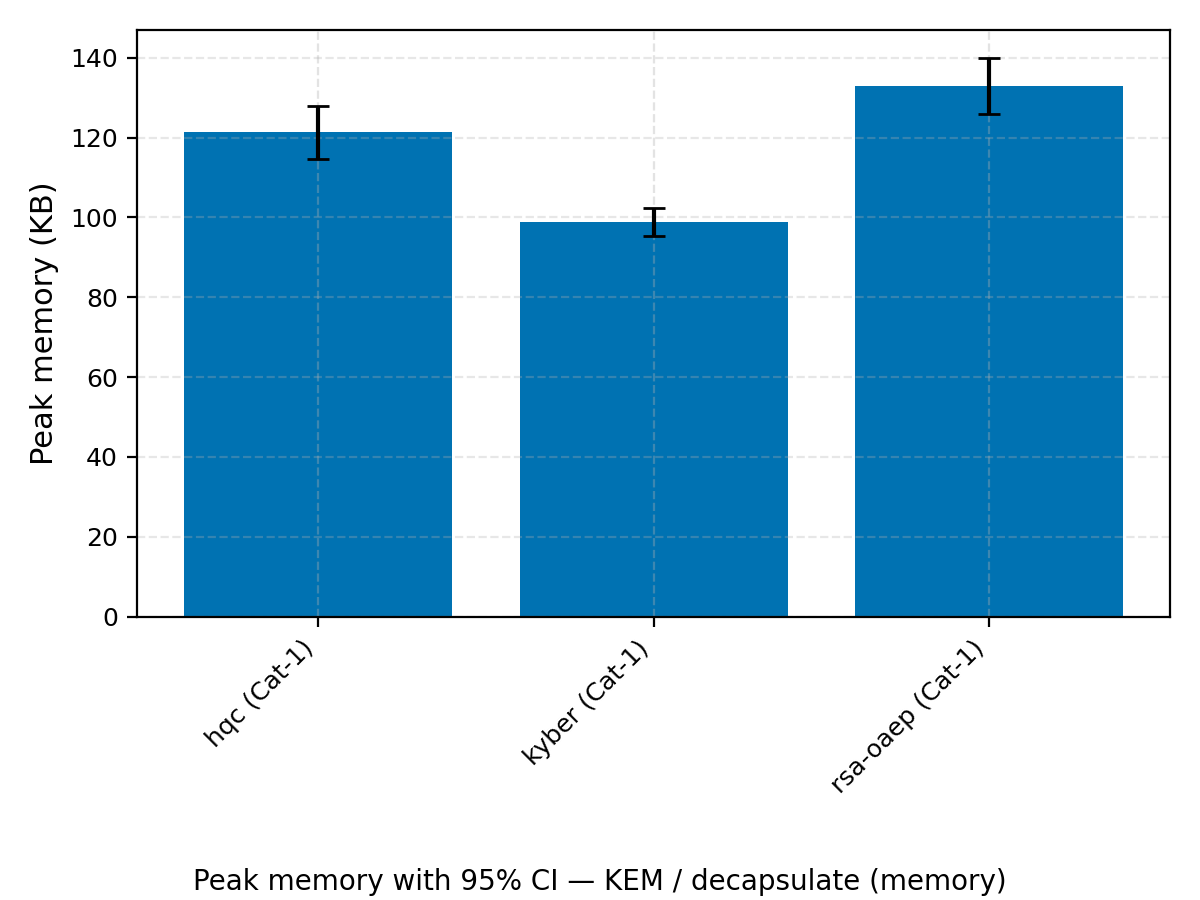 Peak memory (KB)
140
120
100
80
60
40
20
0
hqc (Cat-1)
kyber (Cat-1)
rsa-oaep (Cat-1)
Peak memory with 95% CI — KEM / decapsulate (memory)